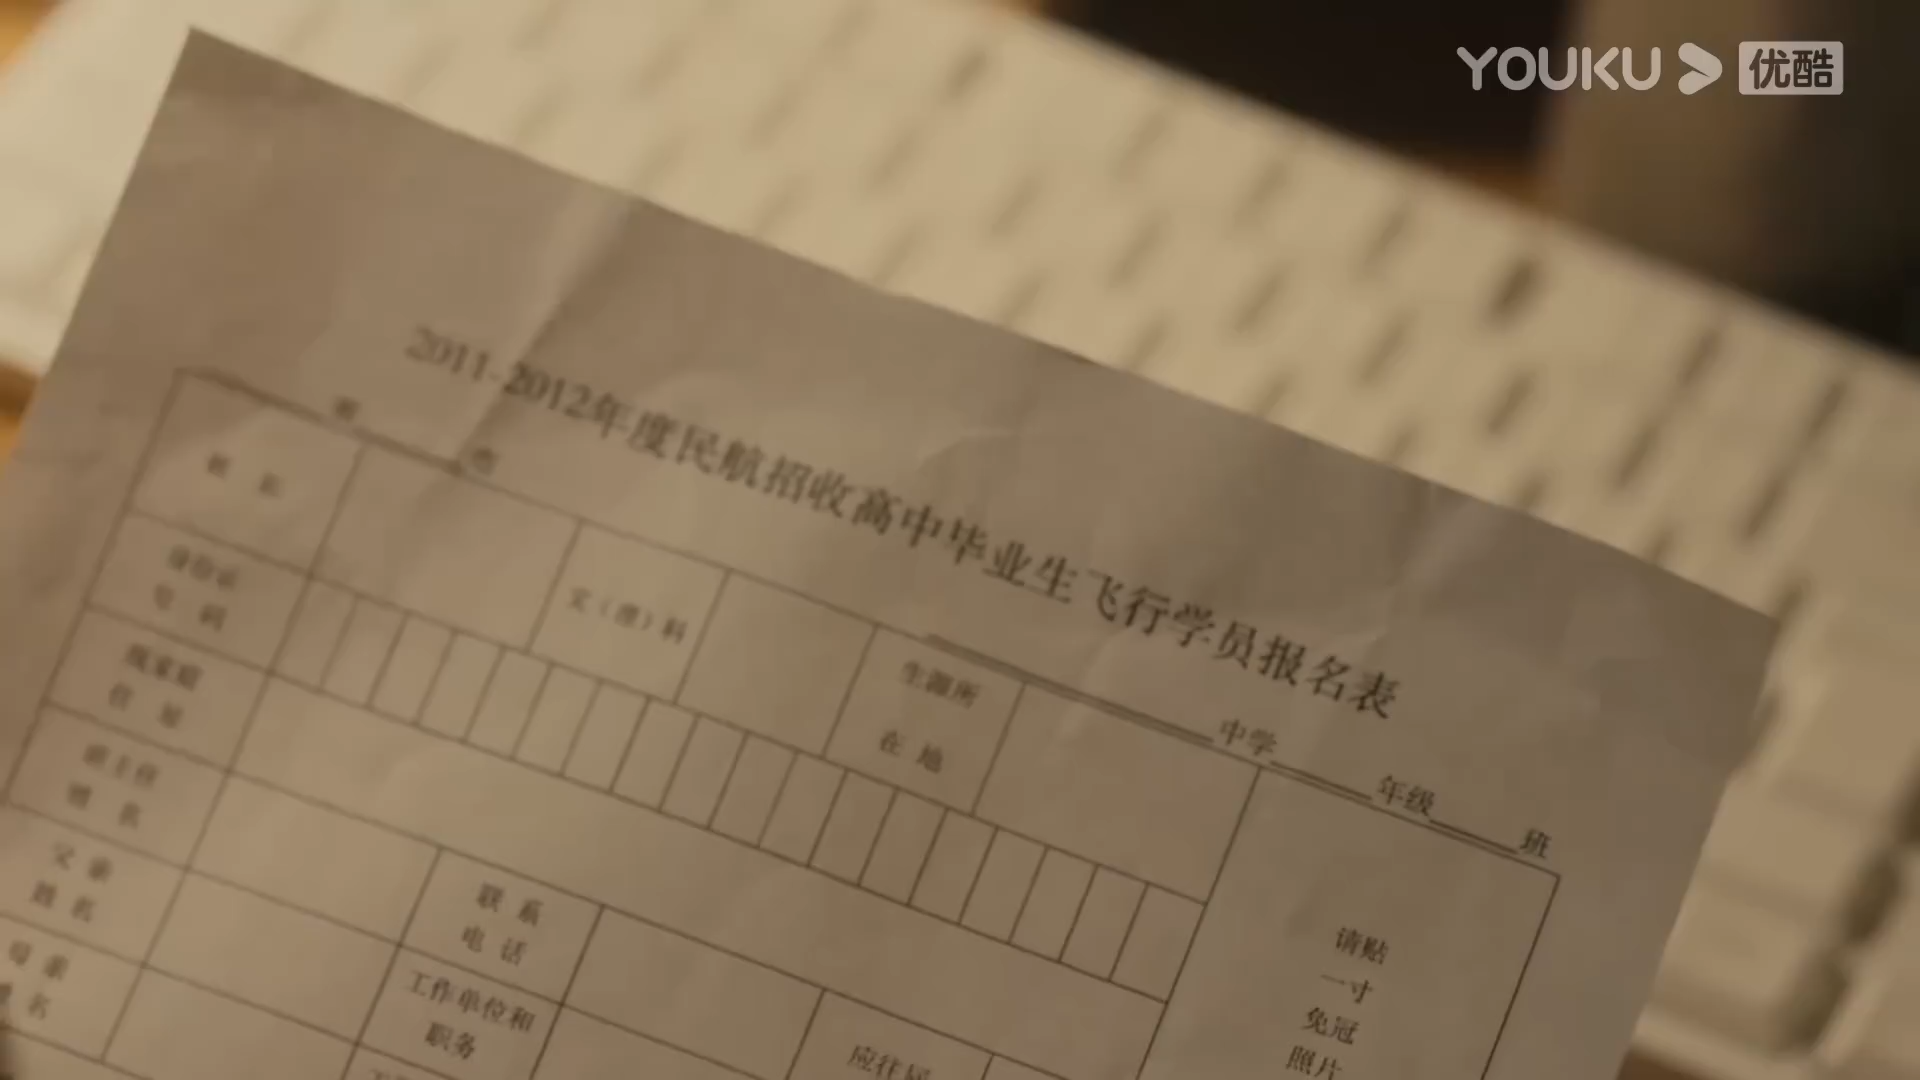 YOUKU 优酷
2011-2012年度民航招收高中毕业生飞行学员报名表
中学 年级 班
文（理）科
生源所
在 地
身份证
号 码
现家庭
住 址
班主任
姓 名
联 系
电 话
父 亲
姓 名
工作单位和
职务
母 亲
姓 名
请贴
一寸
免冠
照片